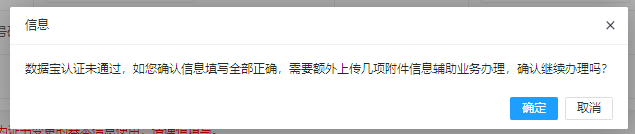 信息
数据宝认证未通过，如您确认信息填写全部正确，需要额外上传几项附件信息辅助业务办理，确认继续办理吗？
确定
取消